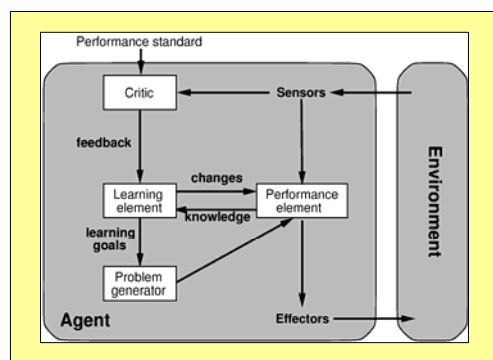 Performance standard
Critic
Sensors
feedback
changes
Learning
element
Performance
element
knowledge
learning
goals
Problem
generator
Agent
Effectors
Environment